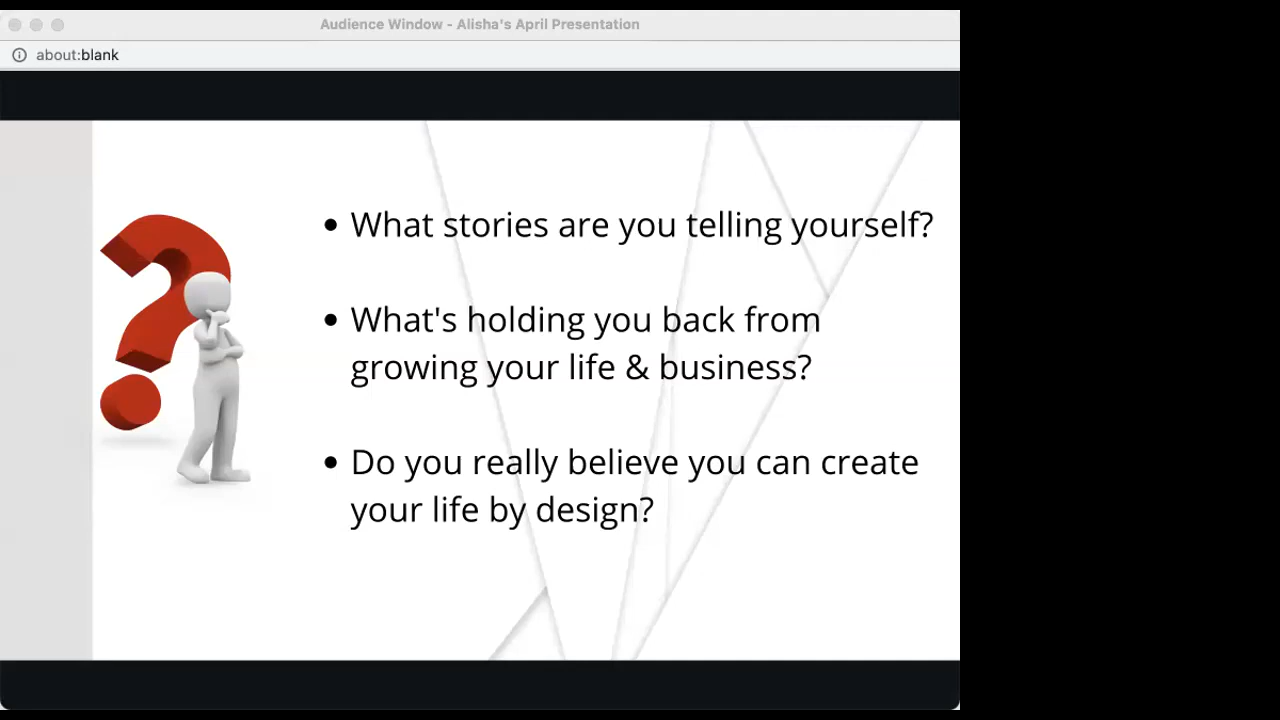 Audience Window - Alisha's April Presentation
about:blank
• What stories are you telling yourself?
• What's holding you back from
growing your life & business?
• Do you really believe you can create
your life by design?